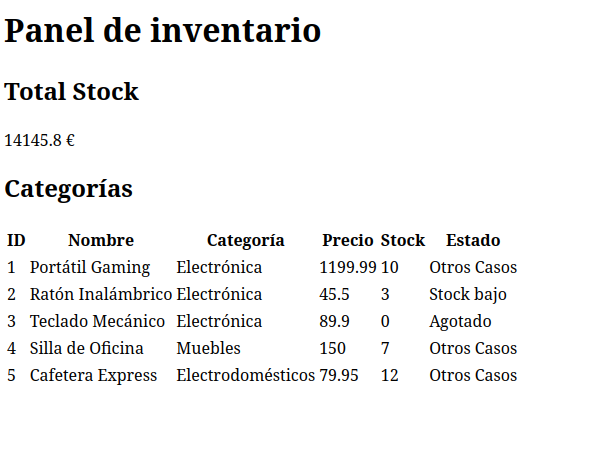 Panel de inventario
Total Stock
14145.8 €
Categorías
ID Nombre Categoría Precio Stock Estado
1 Portátil Gaming Electrónica 1199.99 10 Otros Casos
2 Ratón Inalámbrico Electrónica 45.5 3 Stock bajo
3 Teclado Mecánico Electrónica 89.9 0 Agotado
4 Silla de Oficina Muebles 150 7 Otros Casos
5 Cafetera Express Electrodomésticos 79.95 12 Otros Casos